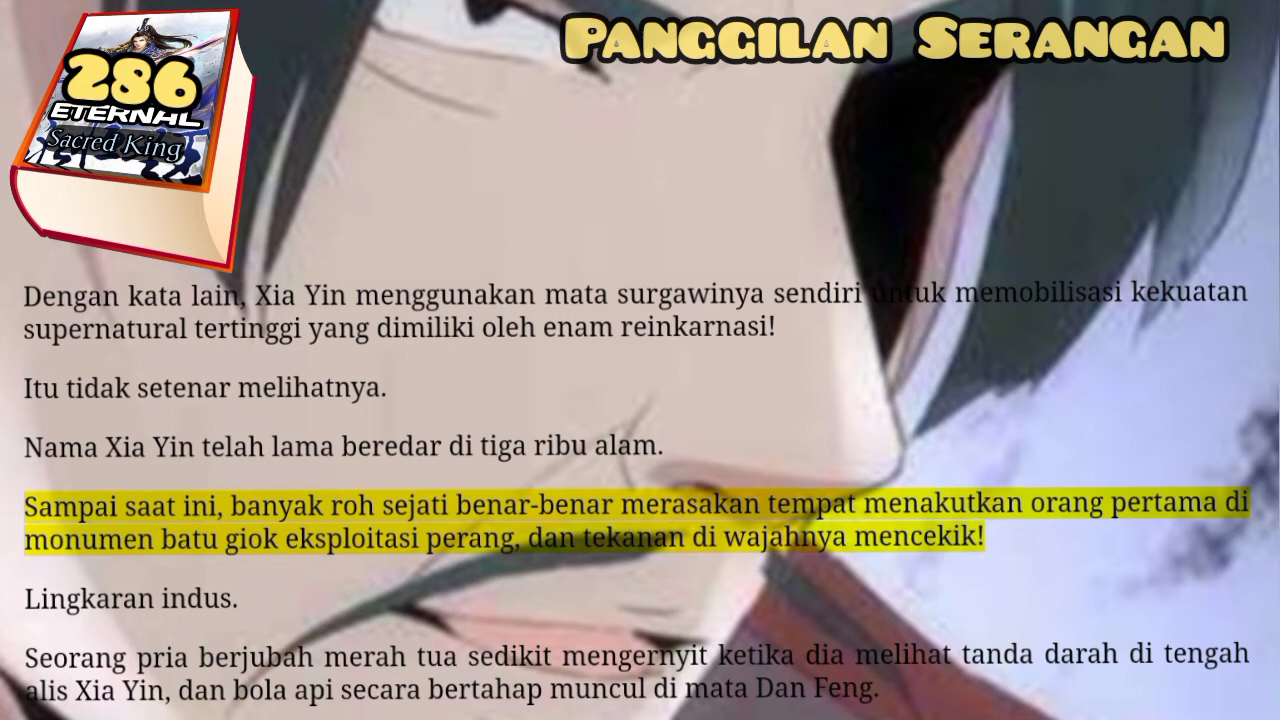 PANGGILAN SERANGAN
286
ETERNAL
Sacred King
Dengan kata lain, Xia Yin menggunakan mata surgawinya sendiri untuk memobilisasi kekuatan
supernatural tertinggi yang dimiliki oleh enam reinkarnasi!
Itu tidak setenar melihatnya.
Nama Xia Yin telah lama beredar di tiga ribu alam.
Sampai saat ini, banyak roh sejati benar-benar merasakan tempat menakutkan orang pertama di
monumen batu giok eksploitasi perang, dan tekanan di wajahnya mencekik!
Lingkaran indus.
Seorang pria berjubah merah tua sedikit mengernyit ketika dia melihat tanda darah di tengah
alis Xia Yin, dan bola api secara bertahap muncul di mata Dan Feng.